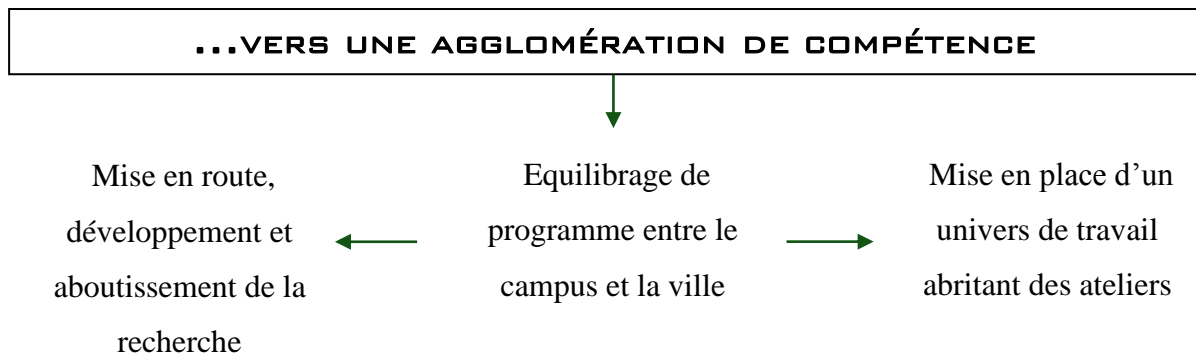 ...VERS UNE AGGLOMÉRATION DE COMPÉTENCE
Mise en route,
développement et
aboutissement de la
recherche
Equilibrage de
programme entre le
campus et la ville
Mise en place d’un
univers de travail
abritant des ateliers